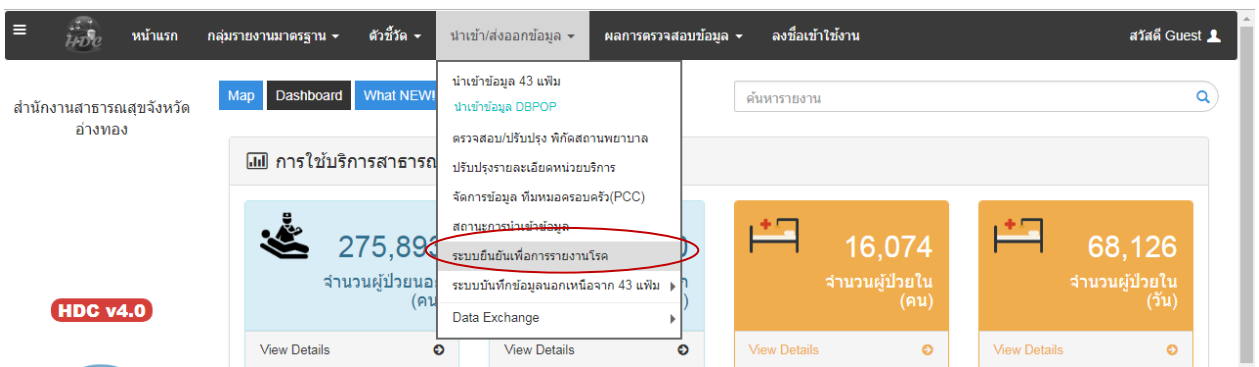 HDC
หน้าแรก
กลุ่มรายงานมาตรฐาน
ตัวชี้วัด
นำเข้า/ส่งออกข้อมูล
ผลการตรวจสอบข้อมูล
ลงชื่อเข้าใช้งาน
สวัสดี Guest
สำนักงานสาธารณสุขจังหวัด
อ่างทอง
HDC v4.0
Map
Dashboard
What NEW!
ค้นหารายงาน
นำเข้าข้อมูล 43 แฟ้ม
นำเข้าข้อมูล DBPOP
ตรวจสอบ/ปรับปรุง พิกัดสถานพยาบาล
ปรับปรุงรายละเอียดหน่วยบริการ
จัดการข้อมูล ทีมหมอครอบครัว(PCC)
สถานะการนำเข้าข้อมูล
ระบบยืนยันเพื่อการรายงานโรค
ระบบบันทึกข้อมูลนอกเหนือจาก 43 แฟ้ม
Data Exchange
การใช้บริการสาธารณ
275,893
จำนวนผู้ป่วยนอ
View Details
View Details
16,074
จำนวนผู้ป่วยใน
(คน)
View Details
68,126
จำนวนผู้ป่วยใน
(วัน)
View Details